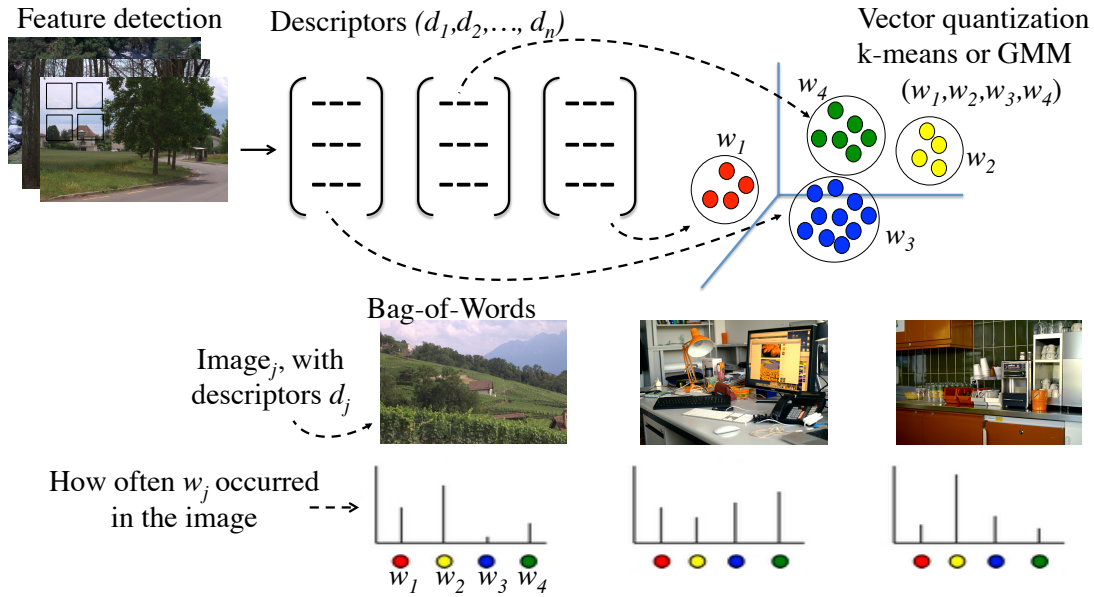 Feature detection
Descriptors (d1,d2,…, dn)
Vector quantization
k-means or GMM
(w1,w2,w3,w4)
w4
w1
w2
w3
Bag-of-Words
Imagej, with
descriptors dj
How often wj occurred
in the image
w1 w2 w3 w4